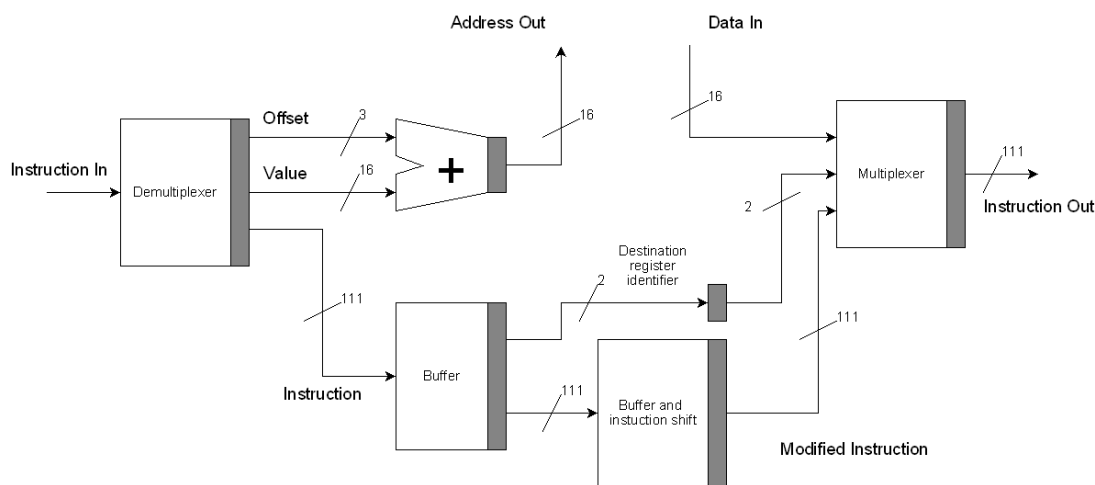 Address Out
Data In
Offset
3
16
16
Instruction In
Demultiplexer
Value
16
+
Multiplexer
111
Instruction Out
2
Destination
register
identifier
2
111
111
Instruction
Buffer
111
Buffer and
instuction shift
Modified Instruction